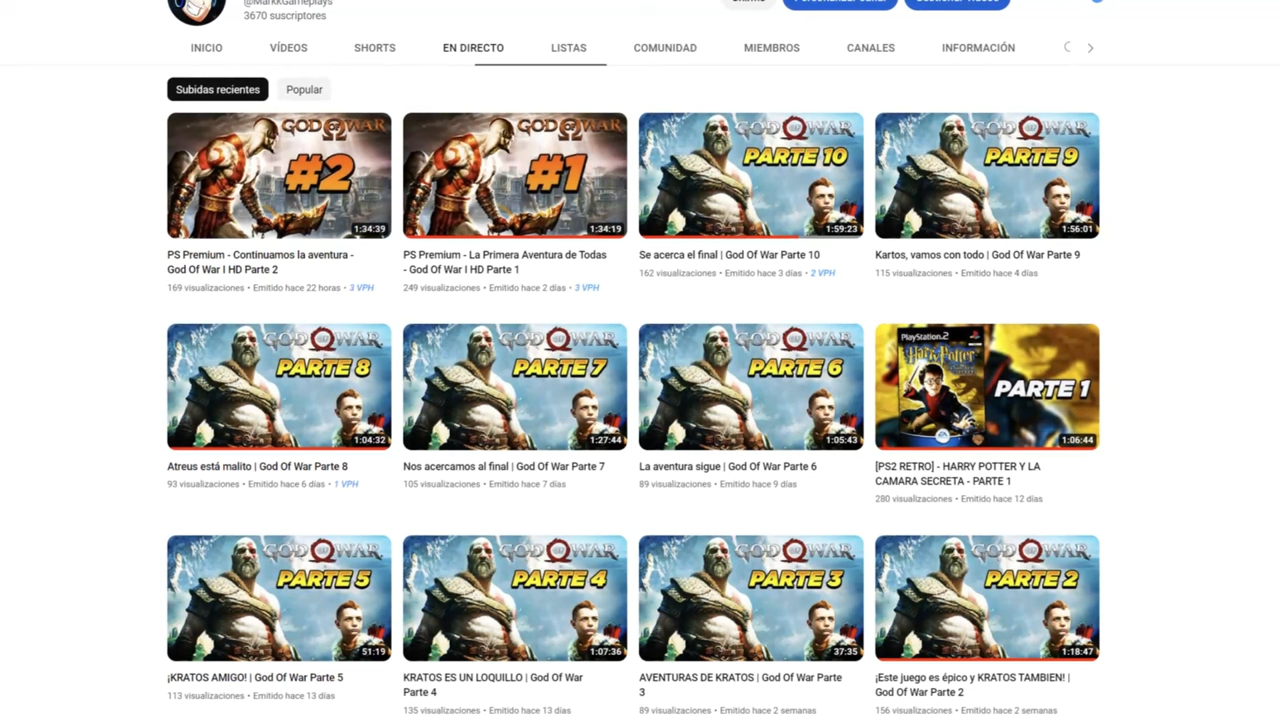 @MarkkGameplays
3670 suscriptores
INICIO VÍDEOS SHORTS EN DIRECTO LISTAS COMUNIDAD MIEMBROS CANALES INFORMACIÓN
Subidas recientes Popular
GOD OF WAR #2 1:34:39
GOD OF WAR #1 1:34:19
GOD OF WAR PARTE 10 1:59:23
GOD OF WAR PARTE 9 1:56:01
PS Premium - Continuamos la aventura -
God Of War I HD Parte 2
169 visualizaciones • Emitido hace 22 horas • 3 VPH
PS Premium - La Primera Aventura de Todas
- God Of War I HD Parte 1
249 visualizaciones • Emitido hace 2 días • 3 VPH
Se acerca el final | God Of War Parte 10
162 visualizaciones • Emitido hace 3 días • 2 VPH
Kartos, vamos con todo | God Of War Parte 9
115 visualizaciones • Emitido hace 4 días
GOD OF WAR PARTE 8 1:04:32
GOD OF WAR PARTE 7 1:27:44
GOD OF WAR PARTE 6 1:05:43
PlayStation.2
Harry Potter
PARTE 1 1:06:44
Atreus está malito | God Of War Parte 8
93 visualizaciones • Emitido hace 6 días • 1 VPH
Nos acercamos al final | God Of War Parte 7
105 visualizaciones • Emitido hace 7 días
La aventura sigue | God Of War Parte 6
89 visualizaciones • Emitido hace 9 días
[PS2 RETRO] - HARRY POTTER Y LA
CAMARA SECRETA - PARTE 1
280 visualizaciones • Emitido hace 12 días
GOD OF WAR PARTE 5 51:19
GOD OF WAR PARTE 4 1:07:36
GOD OF WAR PARTE 3 37:35
GOD OF WAR PARTE 2 1:18:47
¡KRATOS AMIGO! | God Of War Parte 5
113 visualizaciones • Emitido hace 13 días
KRATOS ES UN LOQUILLO | God Of War
Parte 4
135 visualizaciones • Emitido hace 13 días
AVENTURAS DE KRATOS | God Of War Parte
3
89 visualizaciones • Emitido hace 2 semanas
¡Este juego es épico y KRATOS TAMBIEN! |
God Of War Parte 2
156 visualizaciones • Emitido hace 2 semanas